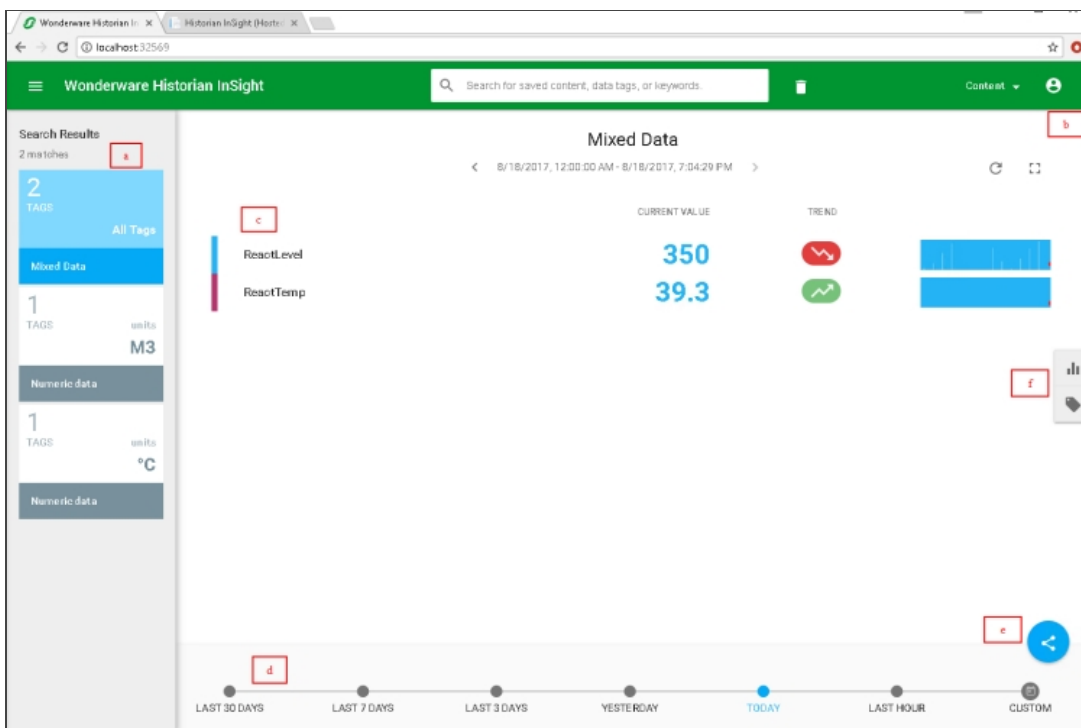 Wonderware Historian In
Historian InSight (Hosted
localhost:32569
Wonderware Historian InSight
Search for saved content, data tags, or keywords.
Content
b
Search Results
2 matches
a
2
TAGS
All Tags
Mixed Data
1
TAGS
units
M3
Numeric data
1
TAGS
units
°C
Numeric data
Mixed Data
8/18/2017, 12:00:00 AM - 8/18/2017, 7:04:29 PM
c
CURRENT VALUE
TREND
ReactLevel
350
ReactTemp
39.3
f
e
d
LAST 30 DAYS
LAST 7 DAYS
LAST 3 DAYS
YESTERDAY
TODAY
LAST HOUR
CUSTOM